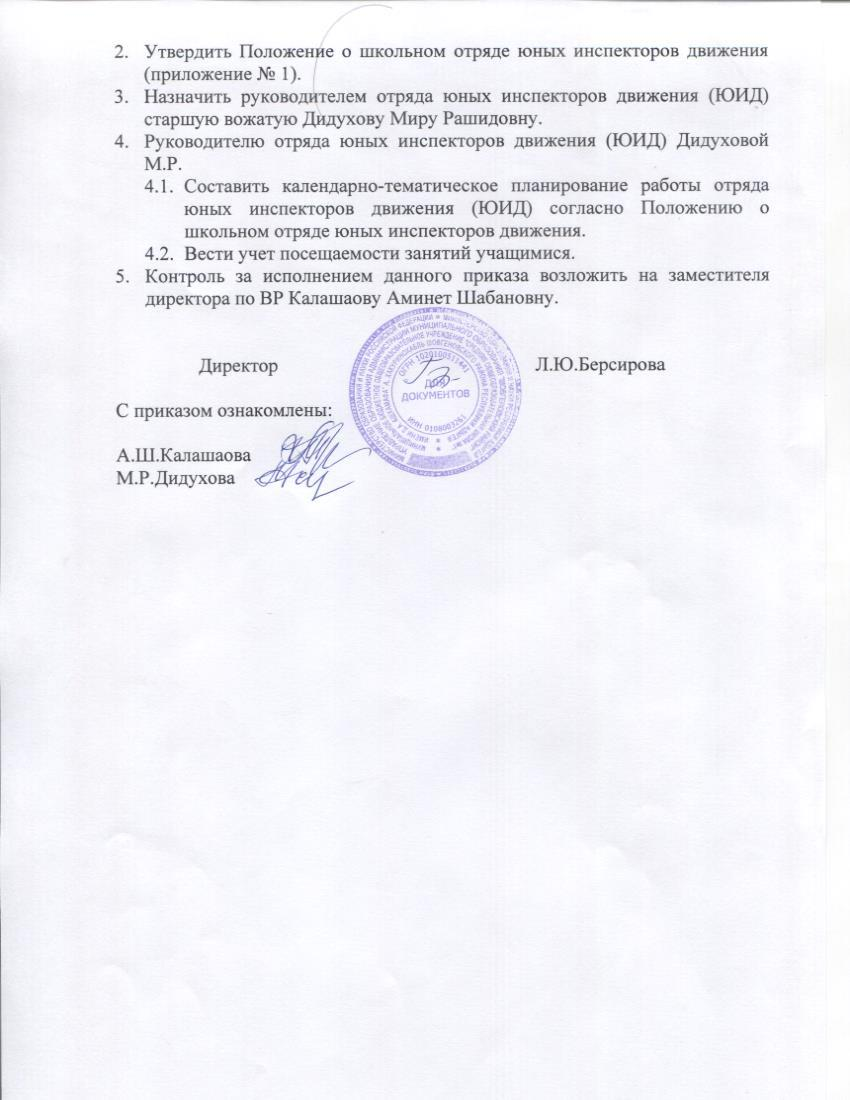 2. Утвердить Положение о школьном отряде юных инспекторов движения
(приложение № 1).
3. Назначить руководителем отряда юных инспекторов движения (ЮИД)
старшую вожатую Дидухову Миру Рашидовну.
4. Руководителю отряда юных инспекторов движения (ЮИД) Дидуховой
М.Р.
4.1. Составить календарно-тематическое планирование работы отряда
юных инспекторов движения (ЮИД) согласно Положению о
школьном отряде юных инспекторов движения.
4.2. Вести учет посещаемости занятий учащимися.
5. Контроль за исполнением данного приказа возложить на заместителя
директора по ВР Калашаову Аминет Шабановну.
Директор
Л.Ю.Берсирова
ДЛЯ
ДОКУМЕНТОВ
ИНН 0108003261
С приказом ознакомлены:
А.Ш.Калашаова
М.Р.Дидухова